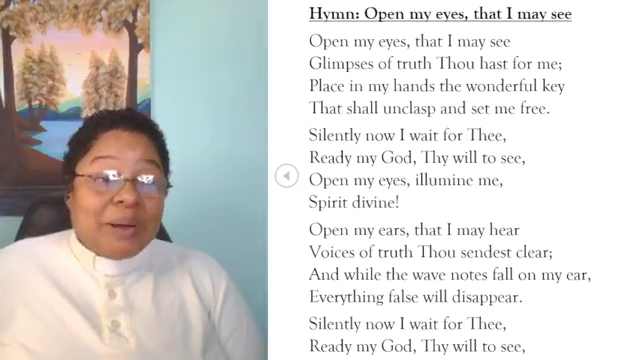 Hymn: Open my eyes, that I may see
Open my eyes, that I may see
Glimpses of truth Thou hast for me;
Place in my hands the wonderful key
That shall unclasp and set me free.
Silently now I wait for Thee,
Ready my God, Thy will to see,
Open my eyes, illumine me,
Spirit divine!
Open my ears, that I may hear
Voices of truth Thou sendest clear;
And while the wave notes fall on my ear,
Everything false will disappear.
Silently now I wait for Thee,
Ready my God, Thy will to see,